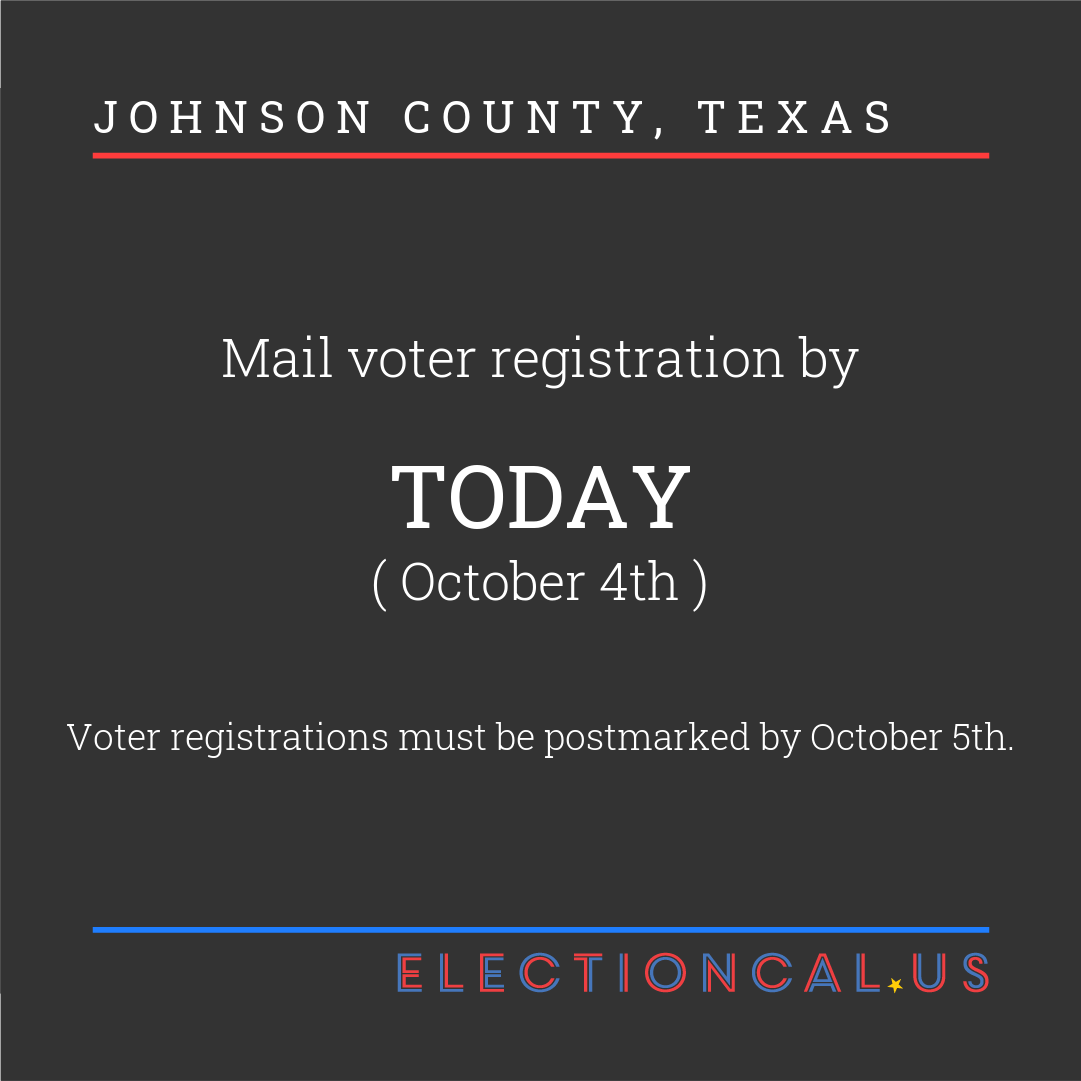 JOHNSON COUNTY, TEXAS
Mail voter registration by
TODAY
( October 4th )
Voter registrations must be postmarked by October 5th.
ELECTIONCAL.US